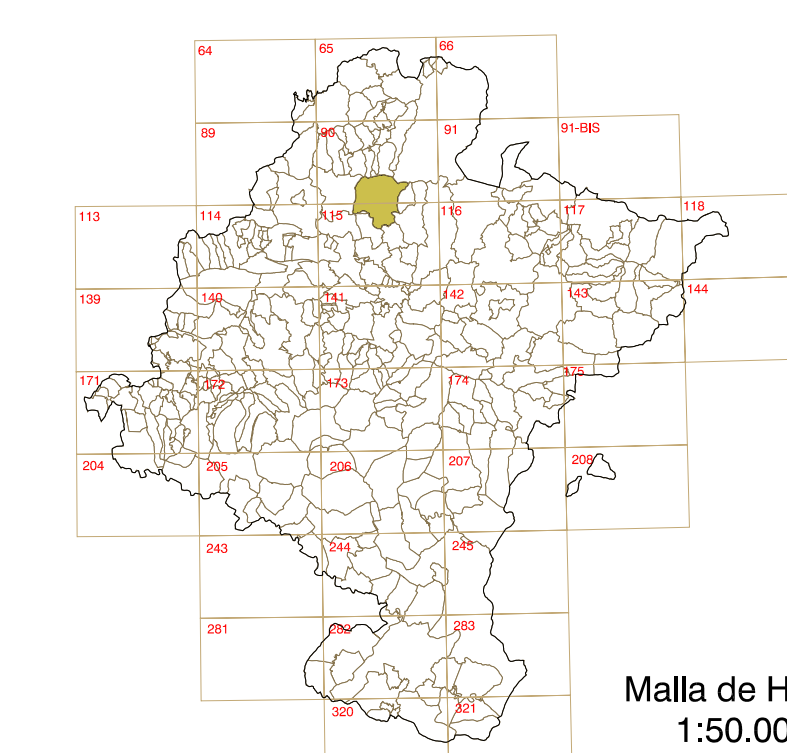 64 65 66
89 90 91 91-BIS
113 114 115 116 117 118
139 140 141 142 143 144
171 172 173 174 175
204 205 206 207 208
243 244 245
281 282 283
320 321
Malla de H
1:50.00